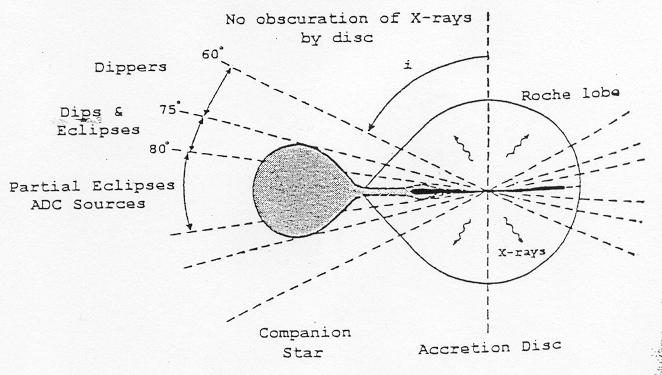 No obscuration of X-rays
by disc
Dippers
60°
i
Roche lobe
Dips &
Eclipses
75°
80°
Partial Eclipses
ADC Sources
X-rays
Companion
Star
Accretion Disc